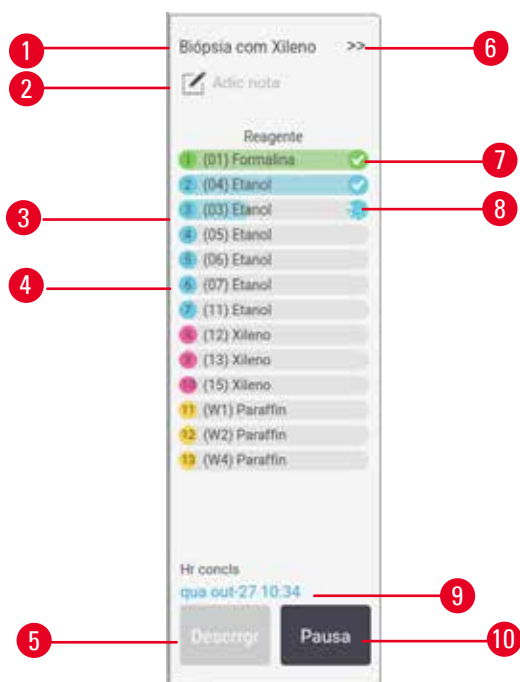 1 Biópsia com Xileno >> 6
2 Adic nota
Reagente
1 (01) Formalina 7
2 (04) Etanol
3 3 (03) Etanol 8
4 (05) Etanol
5 (06) Etanol
4 6 (07) Etanol
7 (11) Etanol
(12) Xileno
9 (13) Xileno
10 (15) Xileno
11 (W1) Paraffin
12 (W2) Paraffin
13 (W4) Paraffin
Hr concls
qua out-27 10:34 9
5 Descrrgr Pausa 10